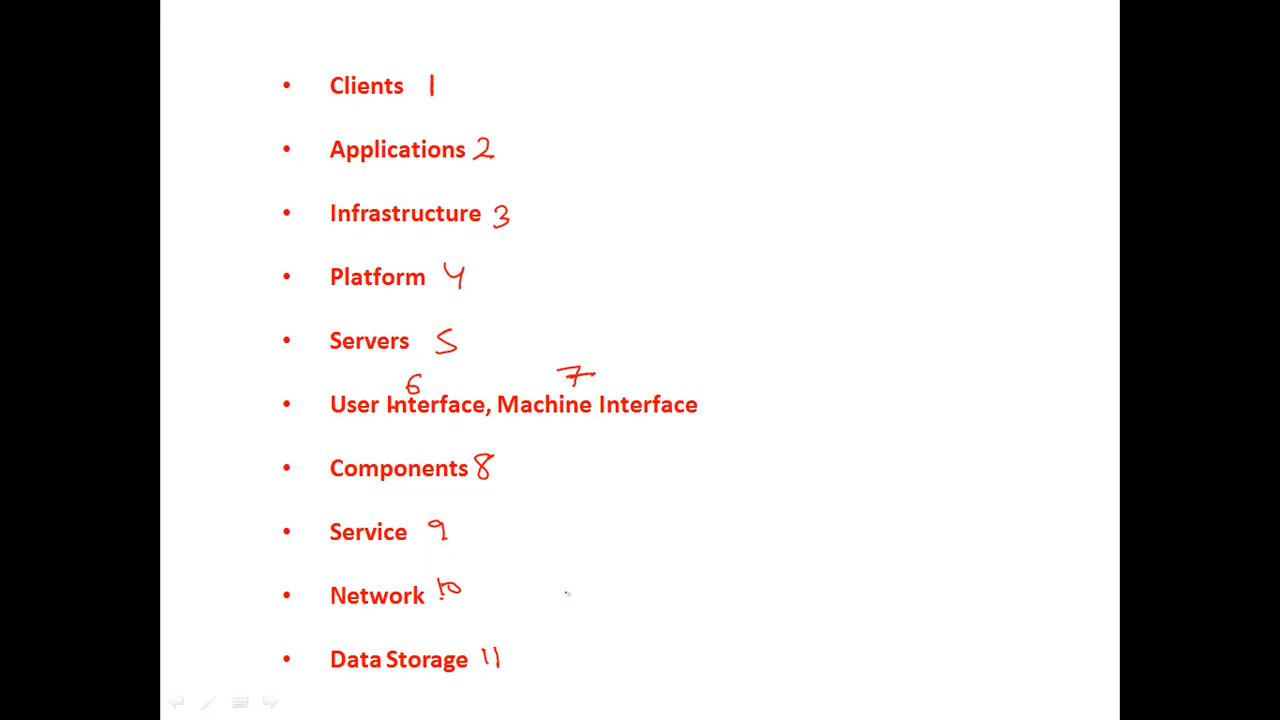 • Clients 1
• Applications 2
• Infrastructure 3
• Platform 4
• Servers 5
6 7
• User Interface, Machine Interface
• Components 8
• Service 9
• Network 10
• Data Storage 11